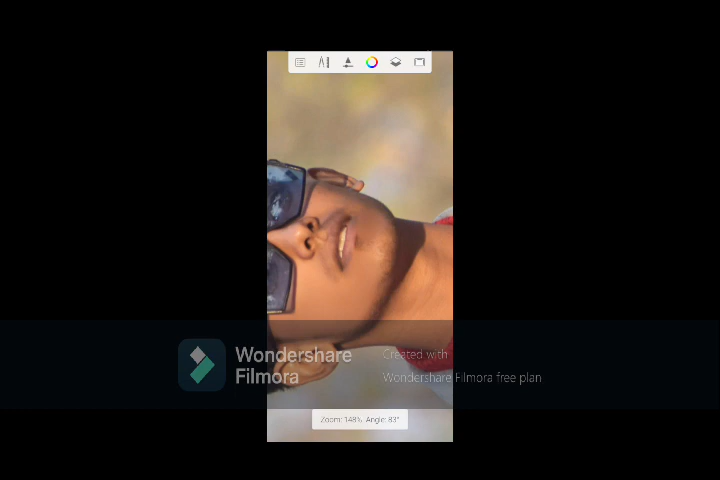 Wondershare
Filmora
Created with
Wondershare Filmora free plan
Zoom: 148% Angle: 83°